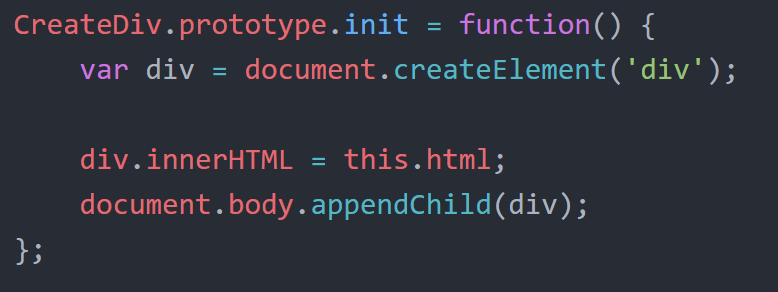 CreateDiv.prototype.init = function() {
    var div = document.createElement('div');

    div.innerHTML = this.html;
    document.body.appendChild(div);
};